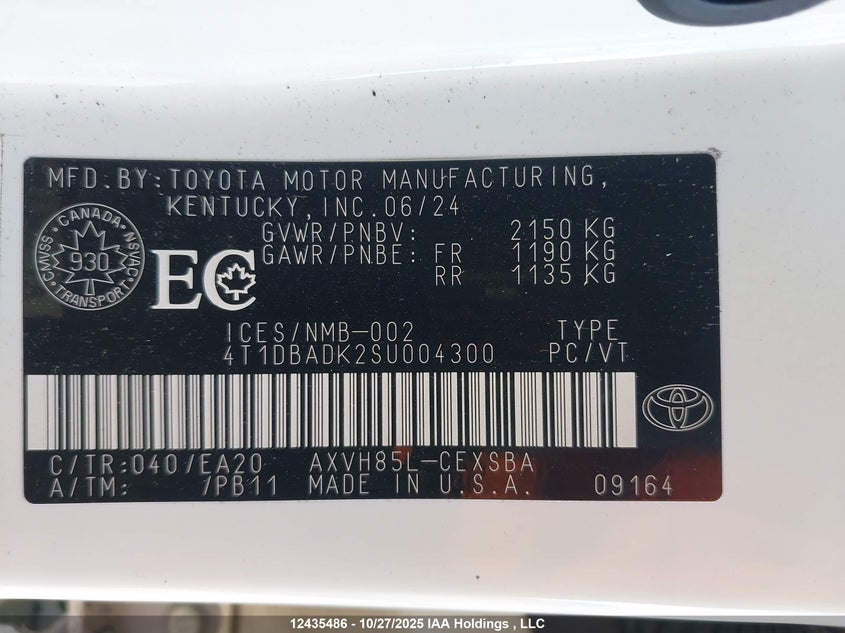 MFD.BY:TOYOTA MOTOR MANUFACTURING,
KENTUCKY,INC.06/24
GVWR/PNBV: 2150 KG
GAWR/PNBE: FR 1190 KG
RR 1135 KG
CANADA
CMVSS 930 NSVAC
TRANSPORT
EC
ICES/NMB-002 TYPE
4T1DBADK2SU004300 PC/VT
C/TR:040/EA20 AXVH85L-CEXSBA
A/TM: /PB11 MADE IN U.S.A. 09164
12435486 - 10/27/2025 IAA Holdings , LLC